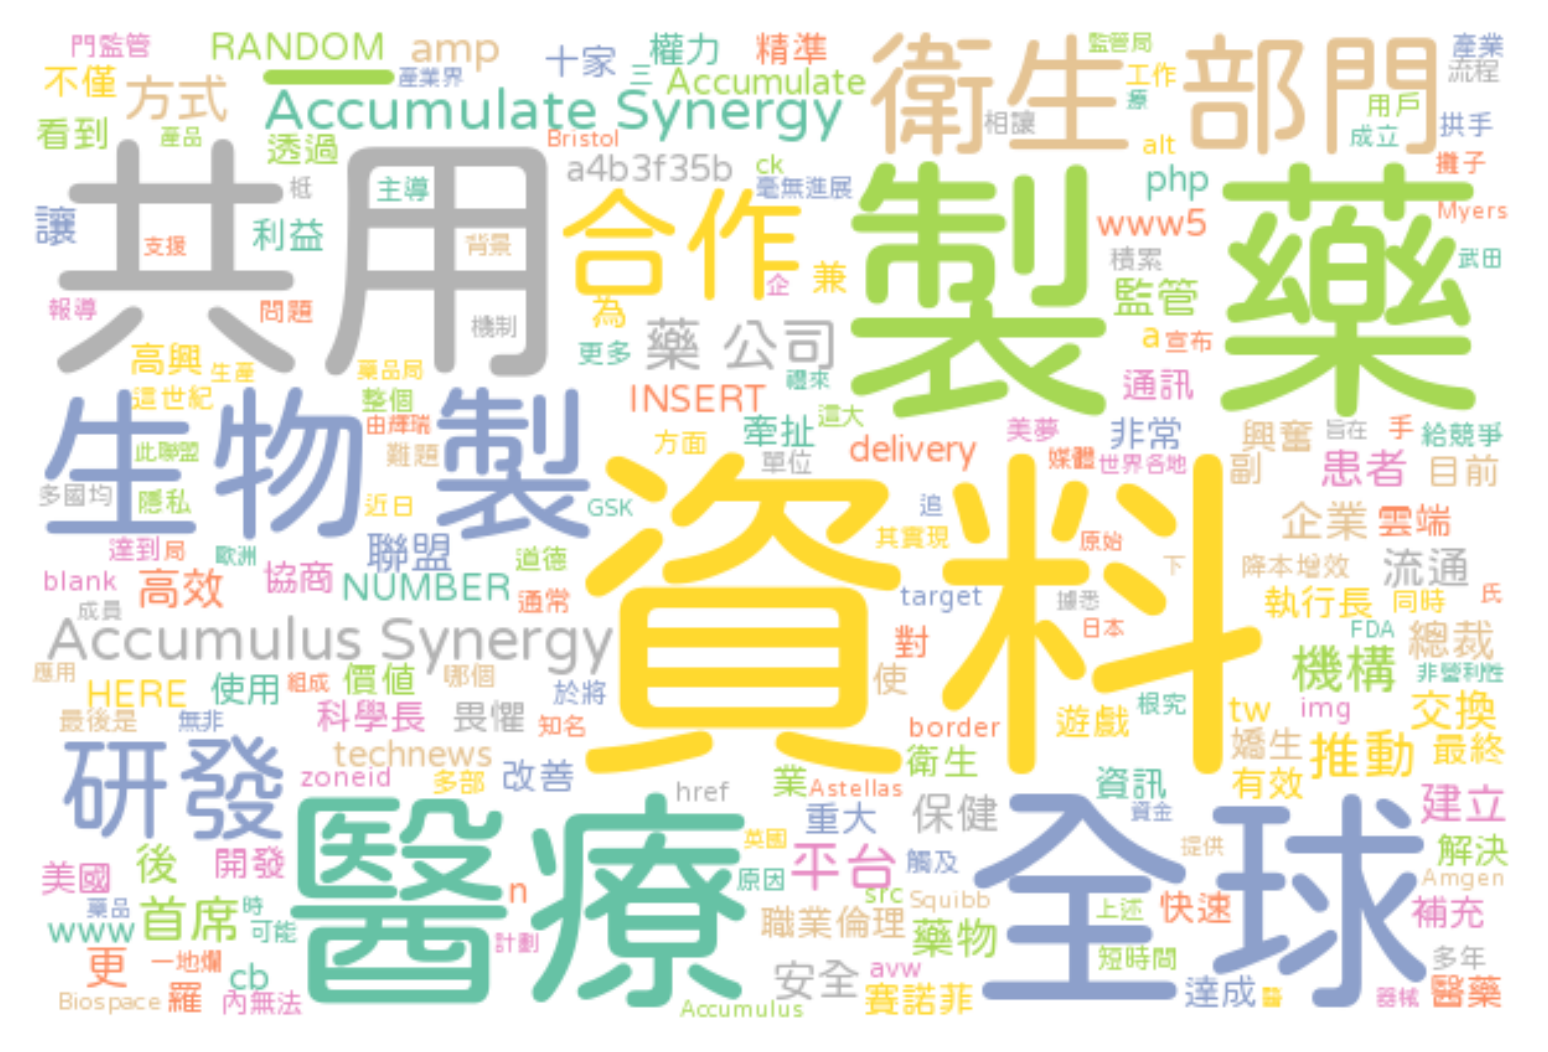 門監管 RANDOM amp 十家 權力 精準 衛生部門 監管局 產業
不僅 方式 產業界 三 Accumulate 工作 流程
看到 產品 Accumulate Synergy 療 用戶
透過 Bristol 相讓 alt 成立 拱手
共用 柢 主導 a4b3f35b ck 毫無進展 製藥 php 攤子
讓 支援 利益 背景 合作 www5 Myers
報導 問題 機制 為 企 兼 積累 監管 武田
高興 生產 藥品局 更多 藥 公司 a 宣布
這世紀 整個 INSERT 禮來 通訊
生物製 由輝瑞 牽扯 這大 美夢 非常 興奮 旨在 手 給競爭
此聯盟 難題 方面 單位 delivery 媒體 世界各地 副 患者 目前
多國均 隱私 近日 GSK 資料 追 企業 雲端
達到 局 歐洲 聯盟 道德 其實現 原始 下 降本增效 流通
blank 高效 協商 NUMBER 通常 target 據悉 執行長 同時 氏
成員 Accumulus Synergy 對 日本 FDA 總裁
應用 HERE 使用 組成 價值 哪個 於將 使 根究 機構 非營利性
最後是 無非 科學長 畏懼 知名 border 遊戲 tw img 交換
研發 technews 衛生 嬌生 推動 最終
zoneid 多部 改善 href 業 Astellas 資訊 有效 建立
醫療 英國 重大 保健 全球 資金 提供 解決
美國 後 開發 原因 平台 觸及 Amgen
藥品 首席 時 n src Squibb 上述 快速 補充
www 可能 計劃 職業倫理 藥物 短時間 多年
更 一地爛 cb 安全 avw 達成 醫 器械 醫藥
Biospace 羅 內無法 Accumulus 賽諾菲